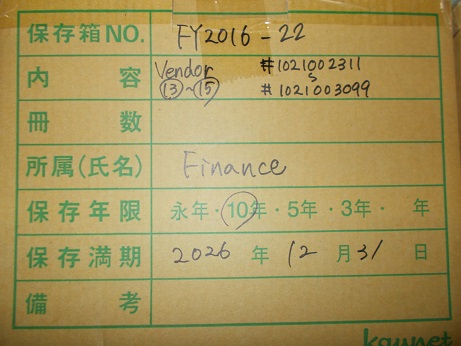 保存箱NO. FY2016-22
内容 Vendor #1021002311
⑬~⑮ # 1021003099
冊数
所属(氏名) Finance
保存年限 永年・10年・5年・3年・ 年
保存満期 2026 年 12 月 31 日
備考
kaunet